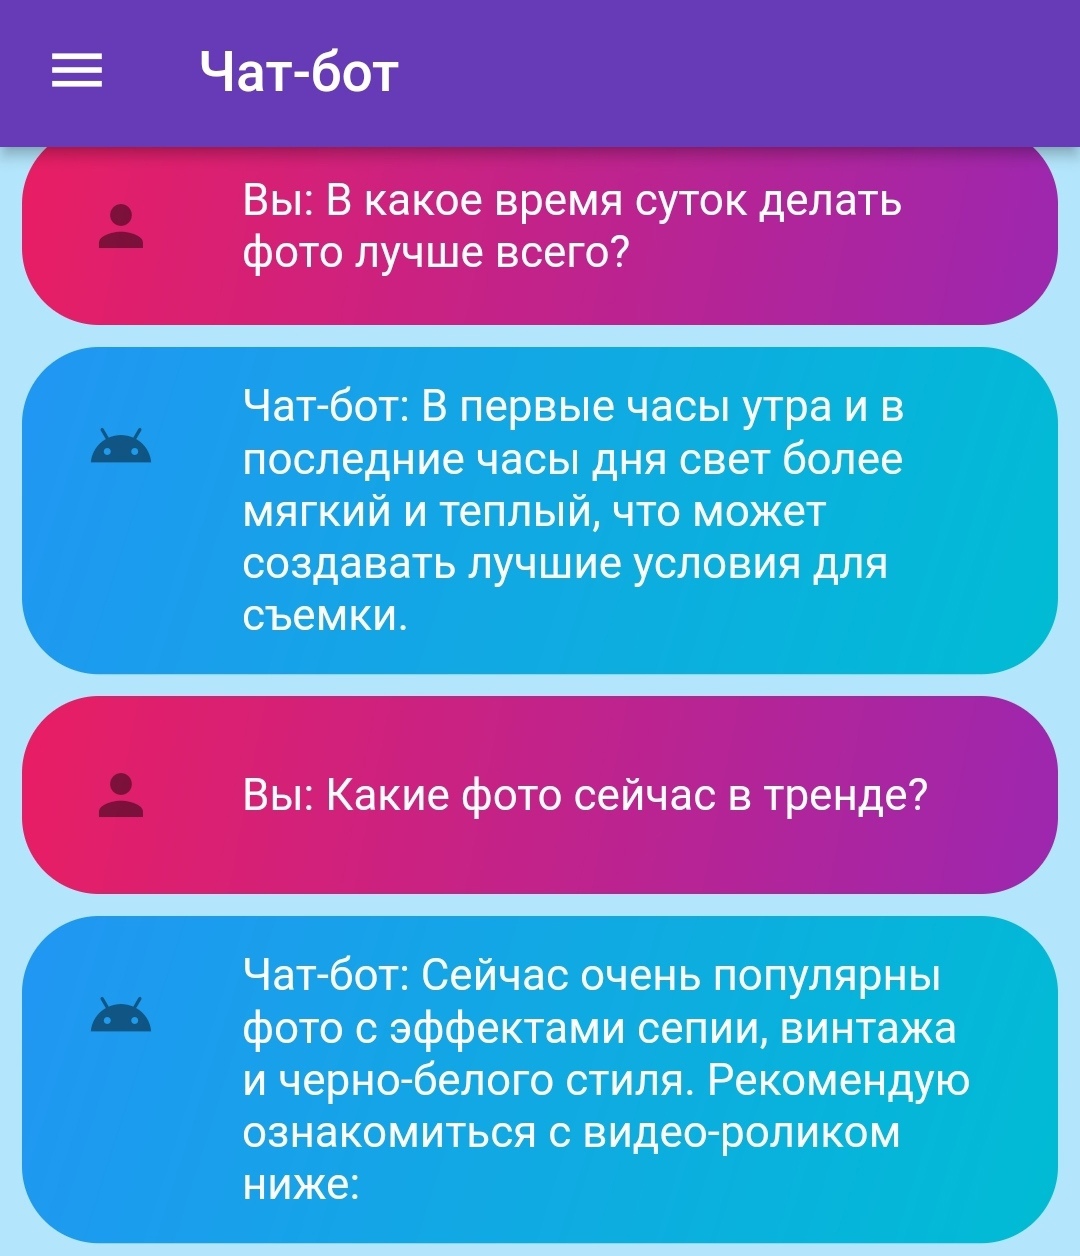 Чат-бот
Вы: В какое время суток делать
фото лучше всего?
Чат-бот: В первые часы утра и в
последние часы дня свет более
мягкий и теплый, что может
создавать лучшие условия для
съемки.
Вы: Какие фото сейчас в тренде?
Чат-бот: Сейчас очень популярны
фото с эффектами сепии, винтажа
и черно-белого стиля. Рекомендую
ознакомиться с видео-роликом
ниже: